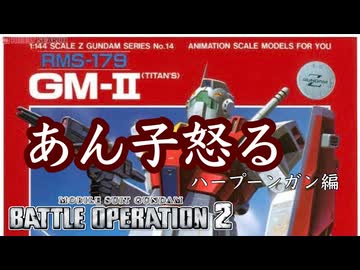 1:144 SCALE Z GUNDAM SERIES No.14
ANIMATION SCALE MODELS FOR YOU
RMS-179
GM-II (TITAN'S)
あん子怒る
ハープーンガン編
MOBILE SUIT GUNDAM
BATTLE OPERATION 2